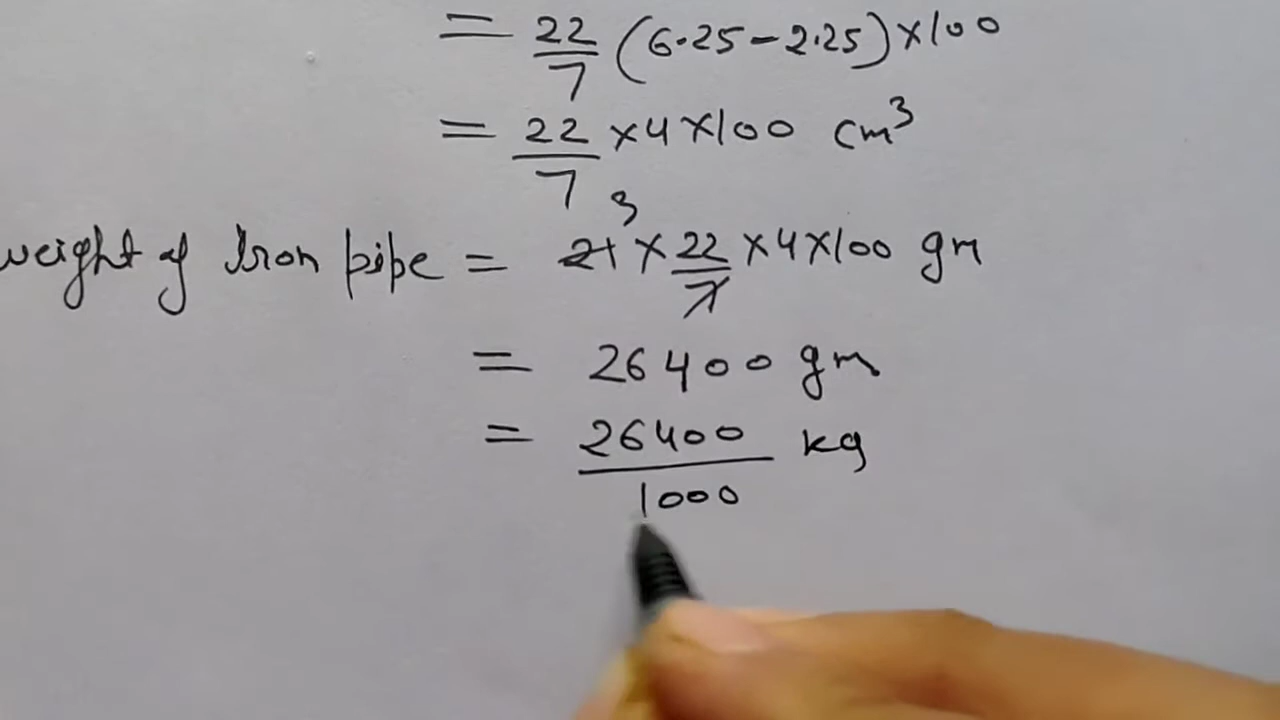 = 22/7 (6.25-2.25)×100
= 22/7 ×4×100 cm³
weight of Iron pipe = 21 3 × 22/7 ×4×100 gm
= 26400 gm
= 26400/1000 kg